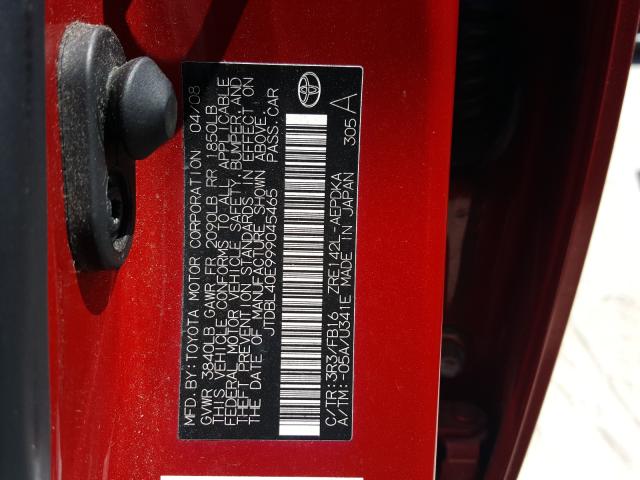 MFD. BY: TOYOTA MOTOR CORPORATION 04/08
GVWR 3840LB GAWR FR 2090LB RR 1850LB
THIS VEHICLE CONFORMS TO ALL APPLICABLE
FEDERAL MOTOR VEHICLE SAFETY, BUMPER, AND
THEFT PREVENTION STANDARDS IN EFFECT ON
THE DATE OF MANUFACTURE SHOWN ABOVE.
JTDBL40E999045465 PASS. CAR
C/TR: 3R3/FB16 ZRE142L-AEPDKA 305 A
A/TM: -05A/U341E MADE IN JAPAN